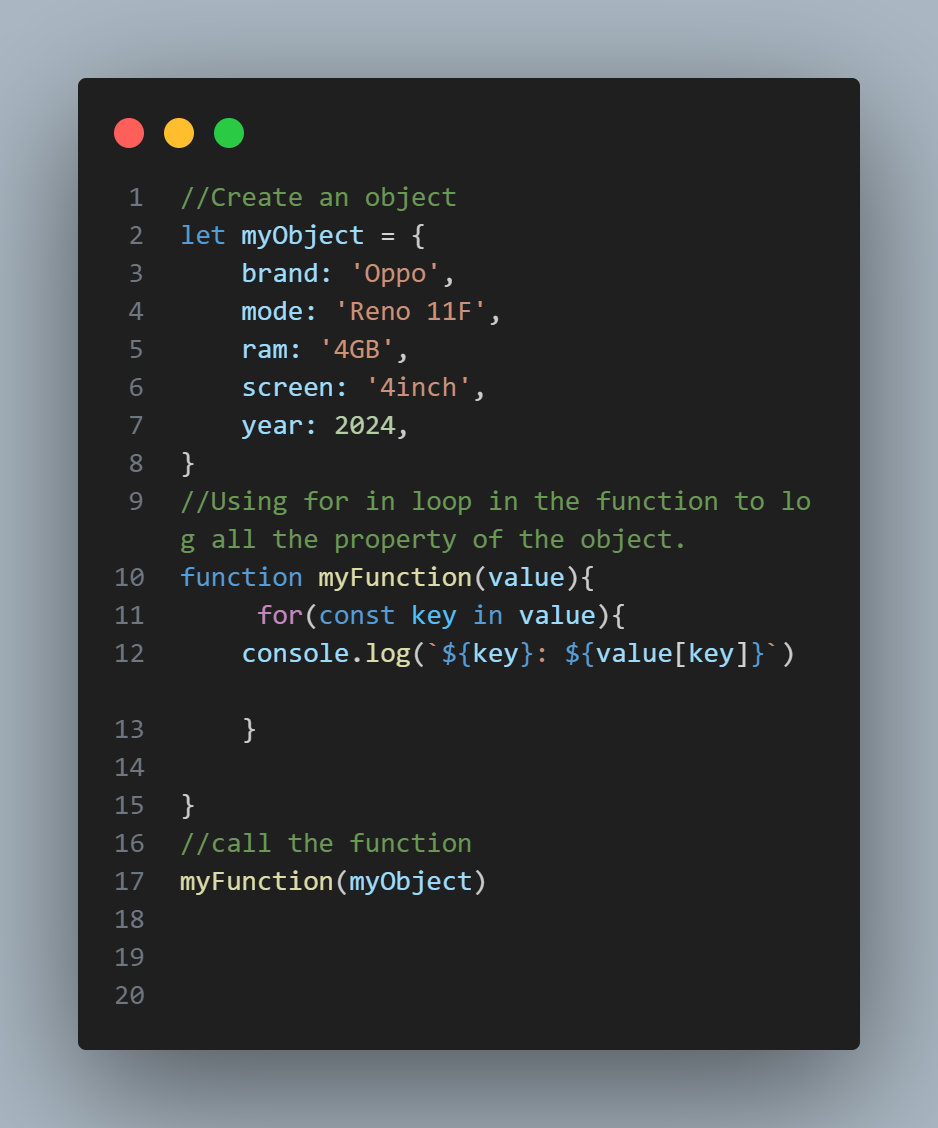 1 //Create an object
2 let myObject = {
3     brand: 'Oppo',
4     mode: 'Reno 11F',
5     ram: '4GB',
6     screen: '4inch',
7     year: 2024,
8 }
9 //Using for in loop in the function to lo
g all the property of the object.
10 function myFunction(value){
11      for(const key in value){
12     console.log(`${key}: ${value[key]}`)
13     }
14
15 }
16 //call the function
17 myFunction(myObject)
18
19
20